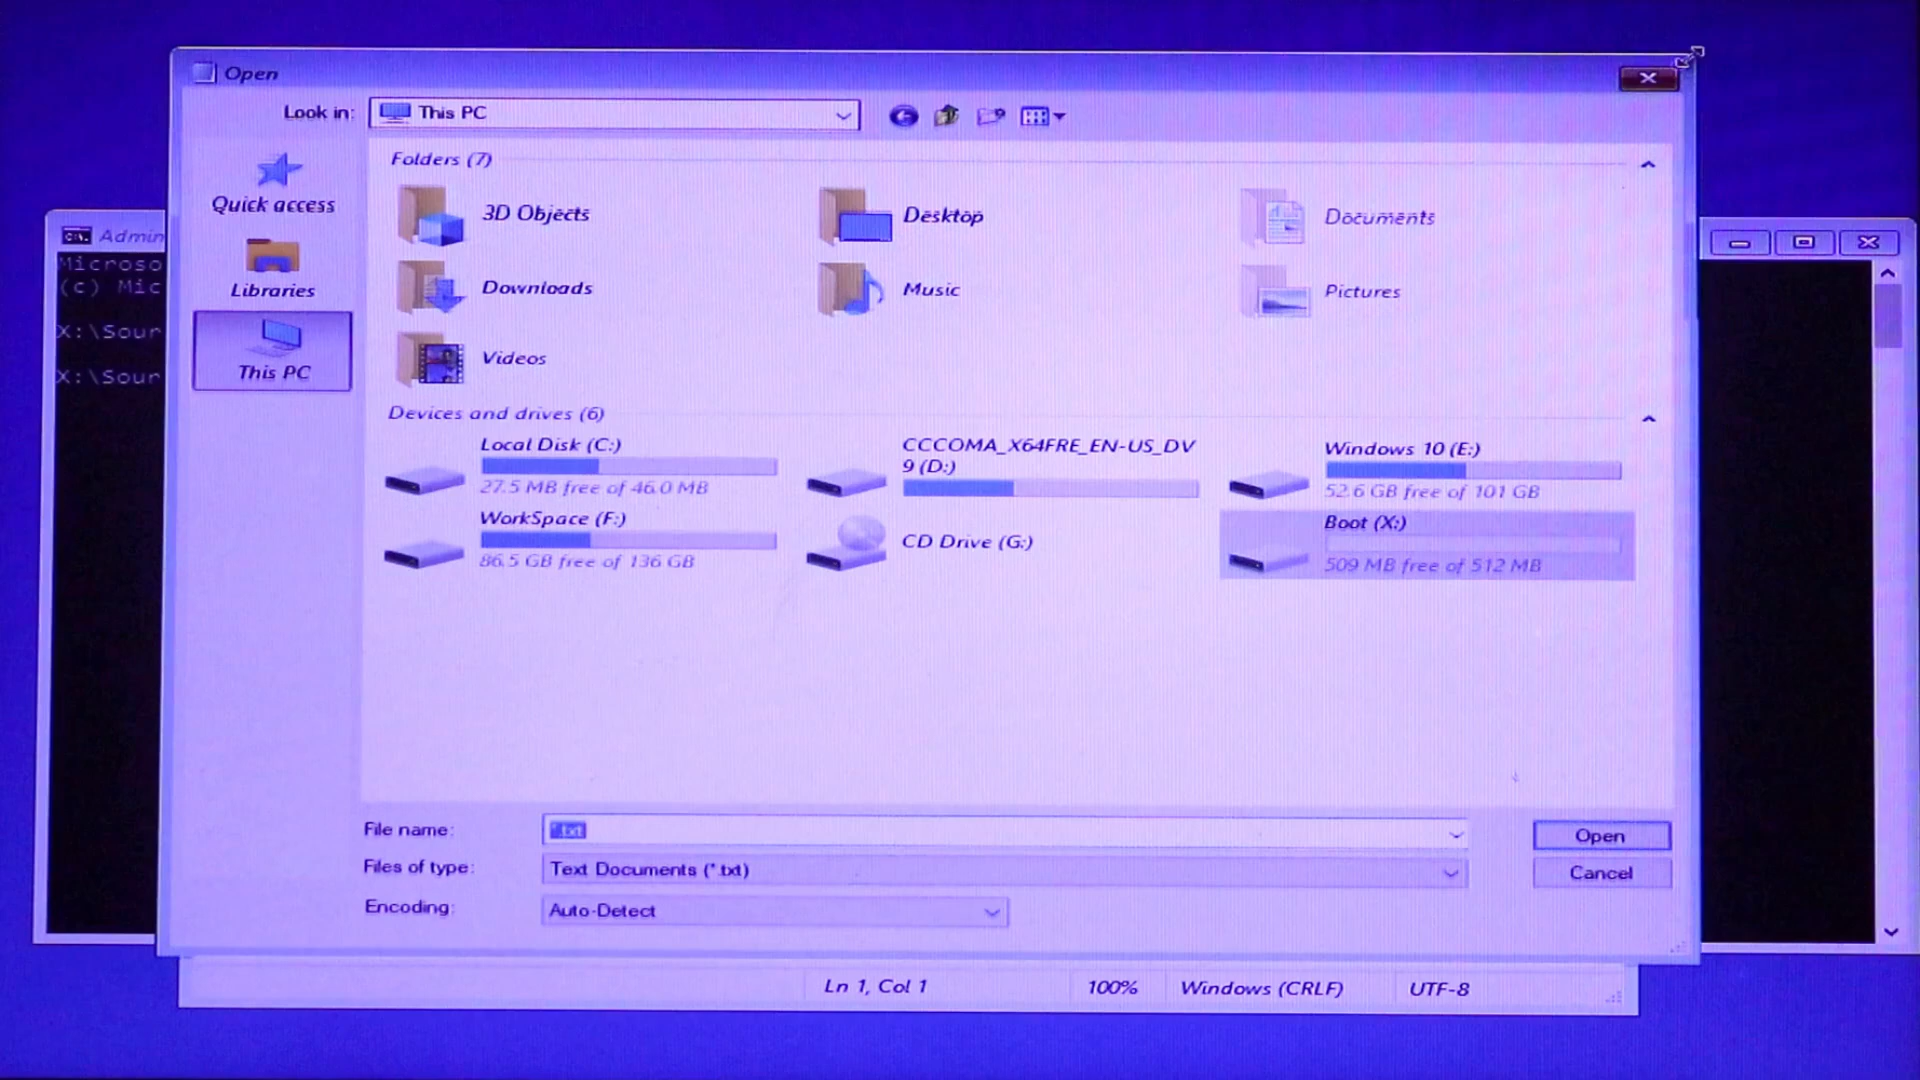 Open
Look in: This PC
Folders (7)
Quick access
3D Objects
Desktop
Documents
Admin
Microso
(c) Mic
Libraries
Downloads
Music
Pictures
X:\Sour
X:\Sour
This PC
Videos
Devices and drives (6)
Local Disk (C:)
27.5 MB free of 46.0 MB
CCCOMA_X64FRE_EN-US_DV
9 (D:)
Windows 10 (E:)
52.6 GB free of 101 GB
WorkSpace (F:)
86.5 GB free of 136 GB
CD Drive (G:)
Boot (X:)
509 MB free of 512 MB
File name: *.txt
Open
Files of type: Text Documents (*.txt)
Cancel
Encoding: Auto-Detect
Ln 1, Col 1
100%
Windows (CRLF)
UTF-8